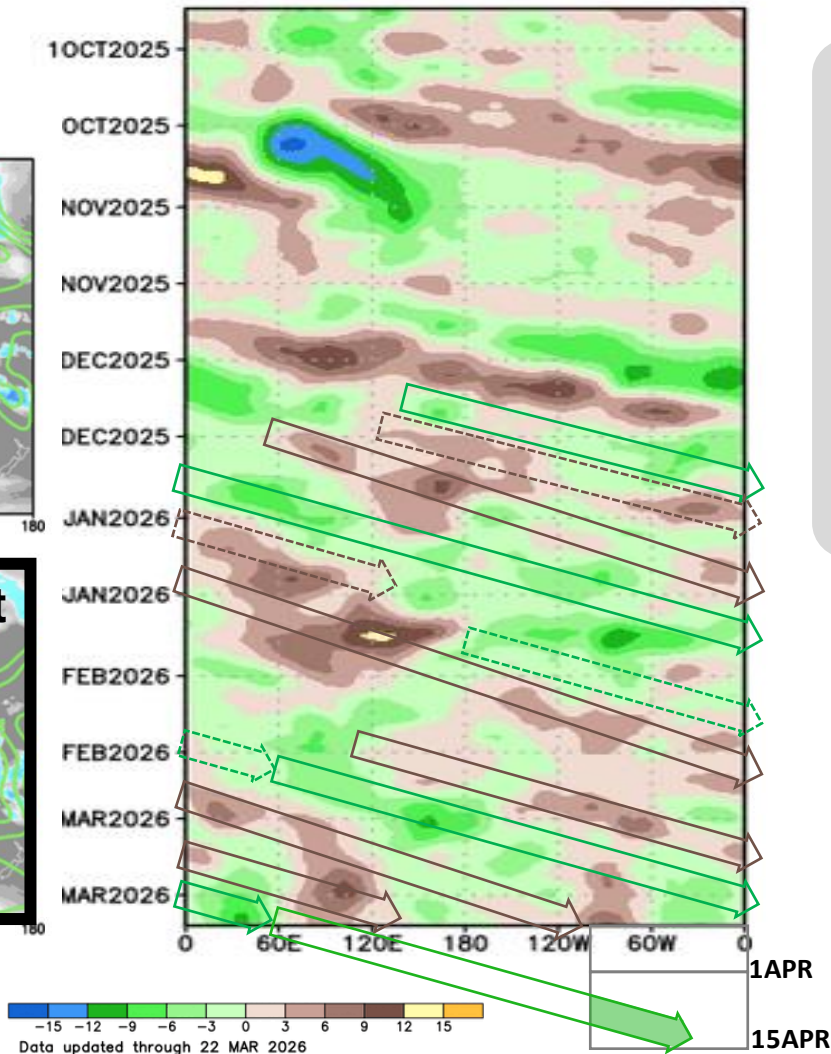 1OCT2025
OCT2025
NOV2025
NOV2025
DEC2025
DEC2025
180
JAN2026
t
JAN2026
FEB2026
FEB2026
MAR2026
MAR2026
180
0 60E 120E 180 120W 60W 0
1APR
-15 -12 -9 -6 -3 0 3 6 9 12 15
15APR
Data updated through 22 MAR 2026